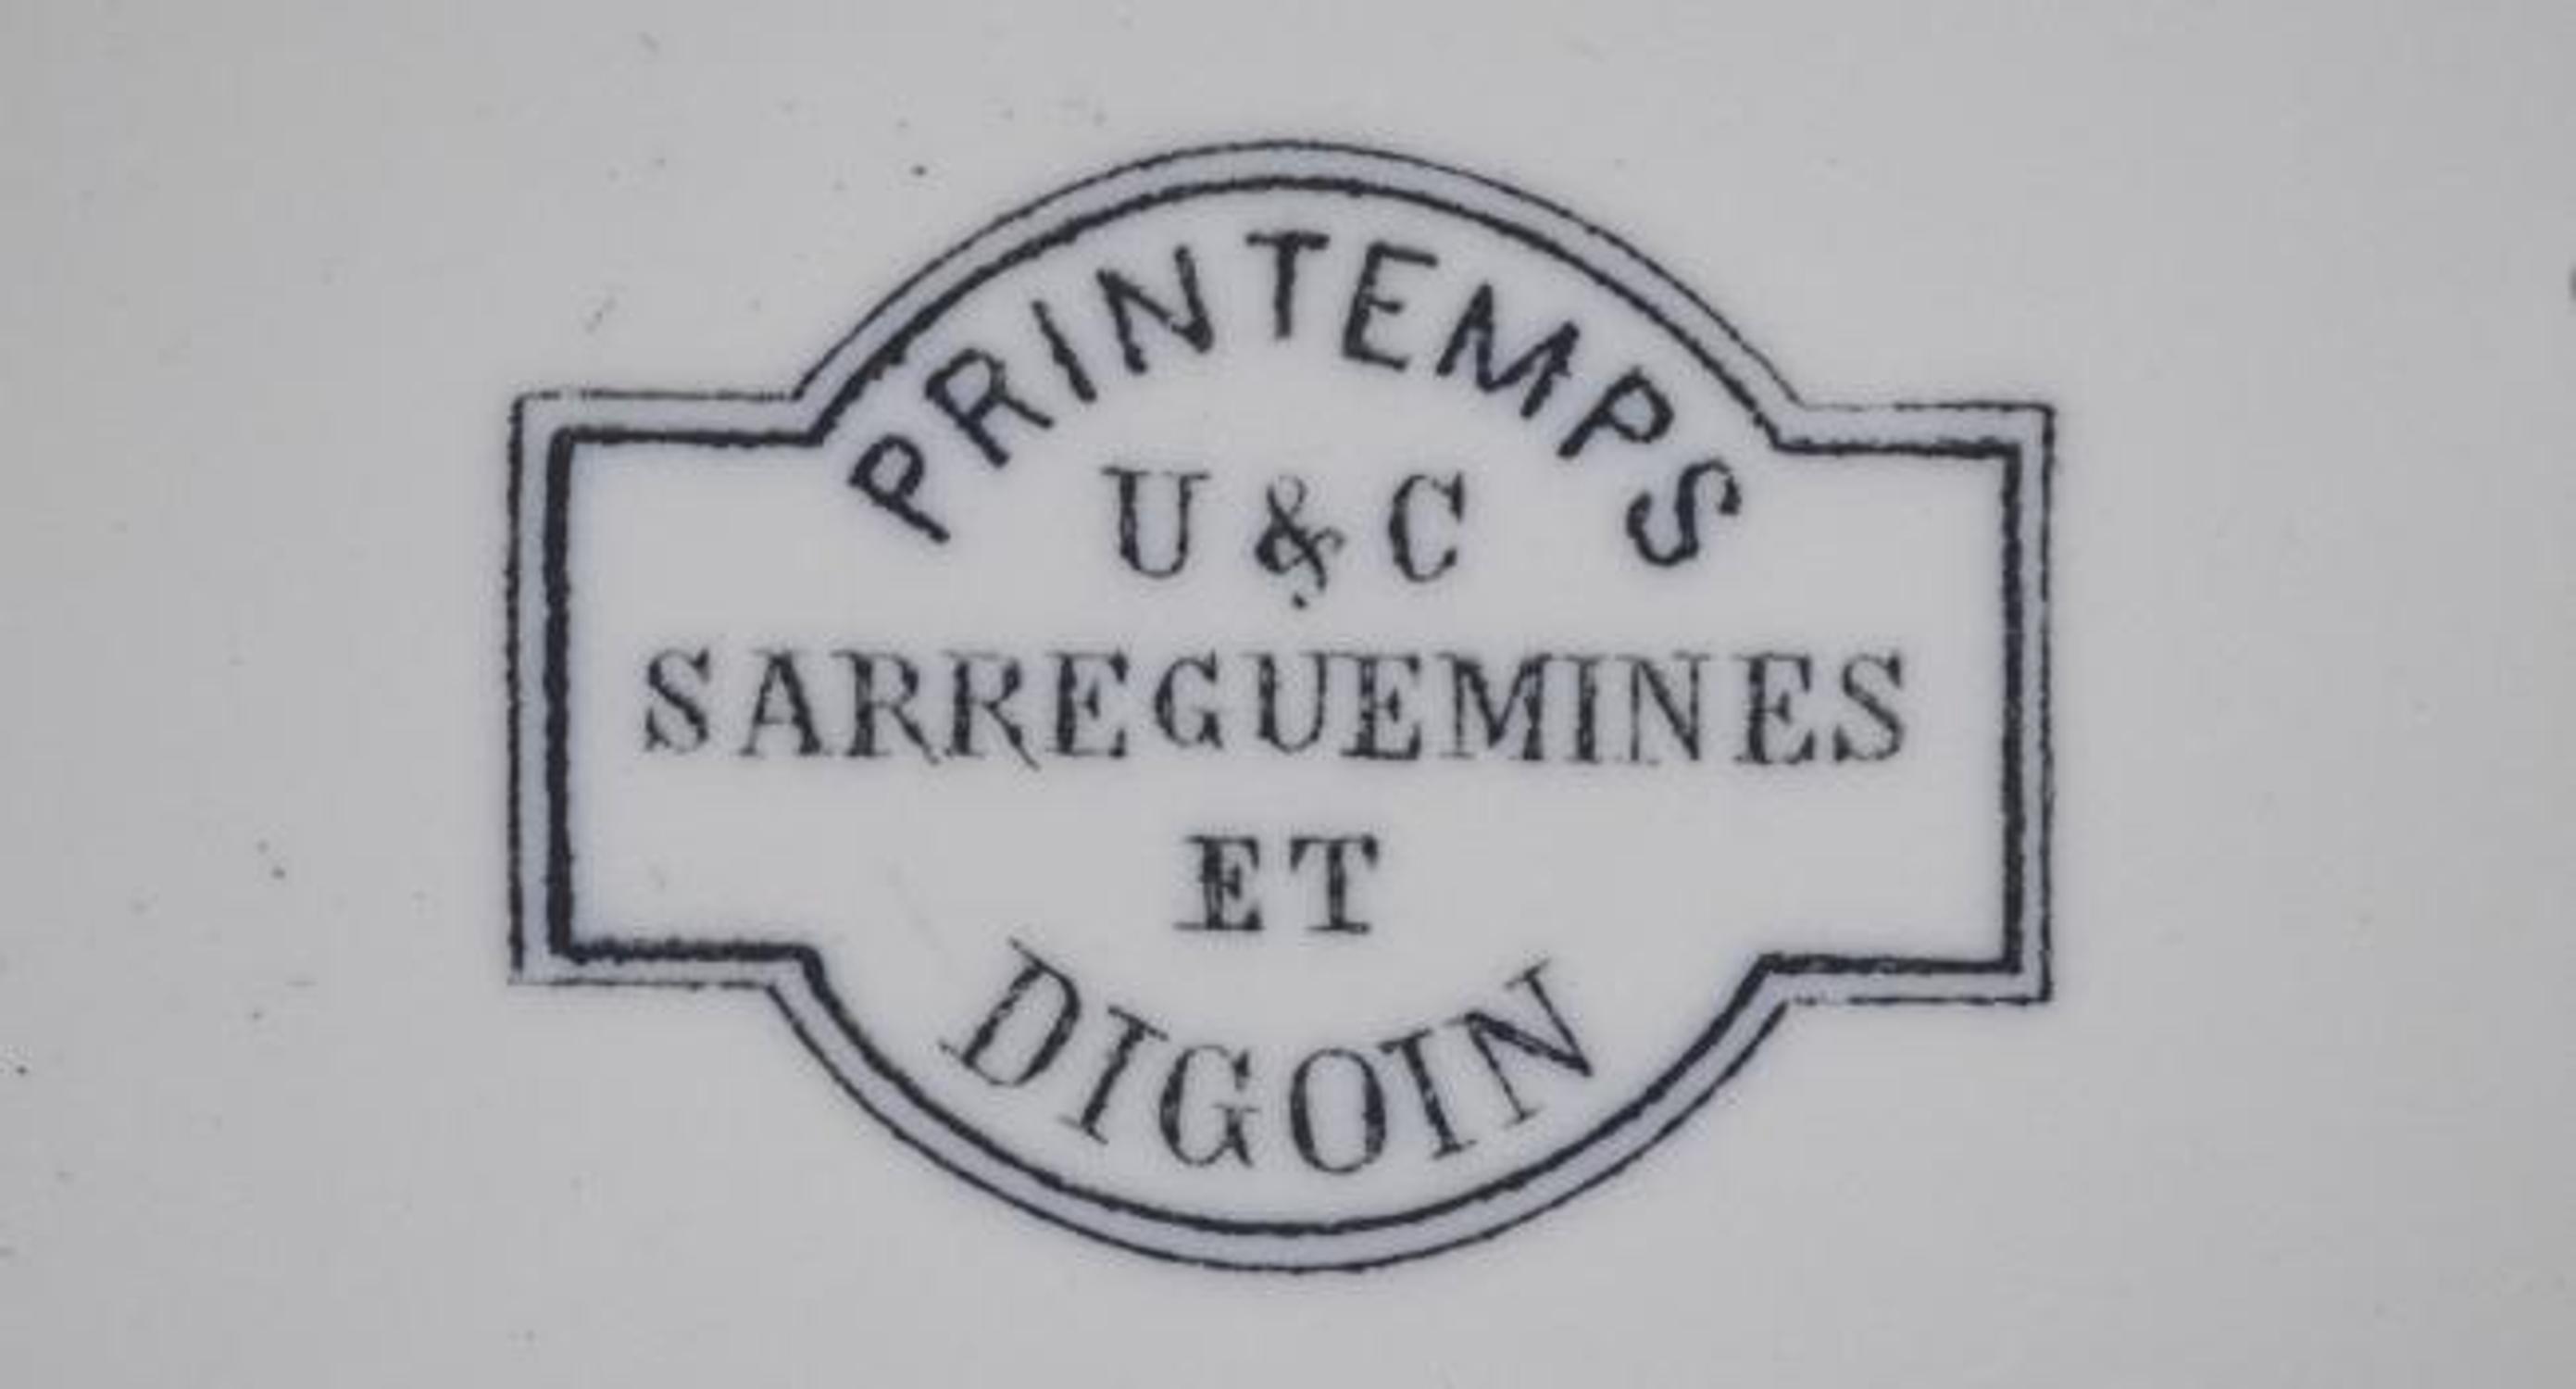 PRINTEMPS
U & C
SARREGUEMINES
ET
DIGOIN